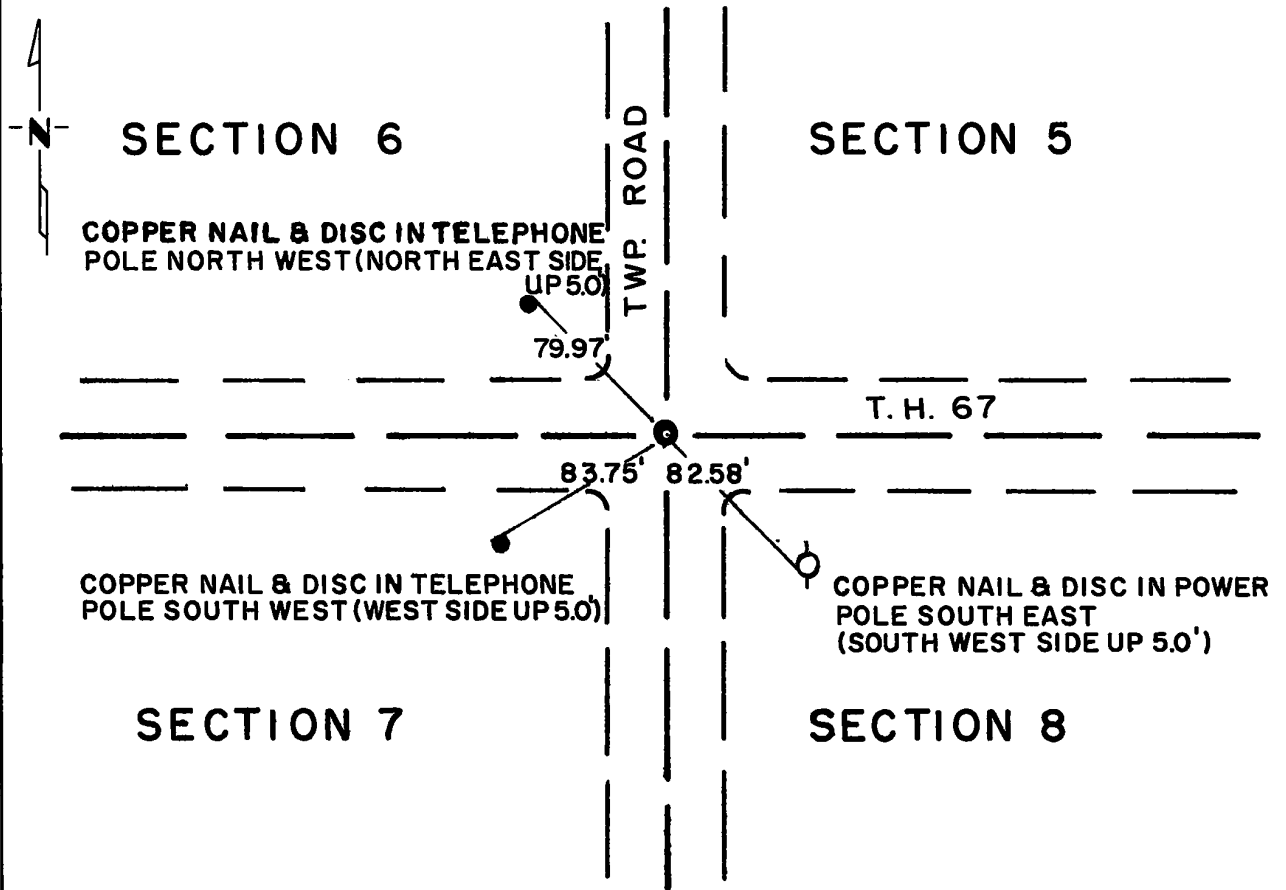 N
SECTION 6
SECTION 5
TWP. ROAD
COPPER NAIL & DISC IN TELEPHONE
POLE NORTH WEST (NORTH EAST SIDE
UP 5.0')
79.97'
T. H. 67
83.75' 82.58'
COPPER NAIL & DISC IN TELEPHONE
POLE SOUTH WEST (WEST SIDE UP 5.0')
COPPER NAIL & DISC IN POWER
POLE SOUTH EAST
(SOUTH WEST SIDE UP 5.0')
SECTION 7
SECTION 8